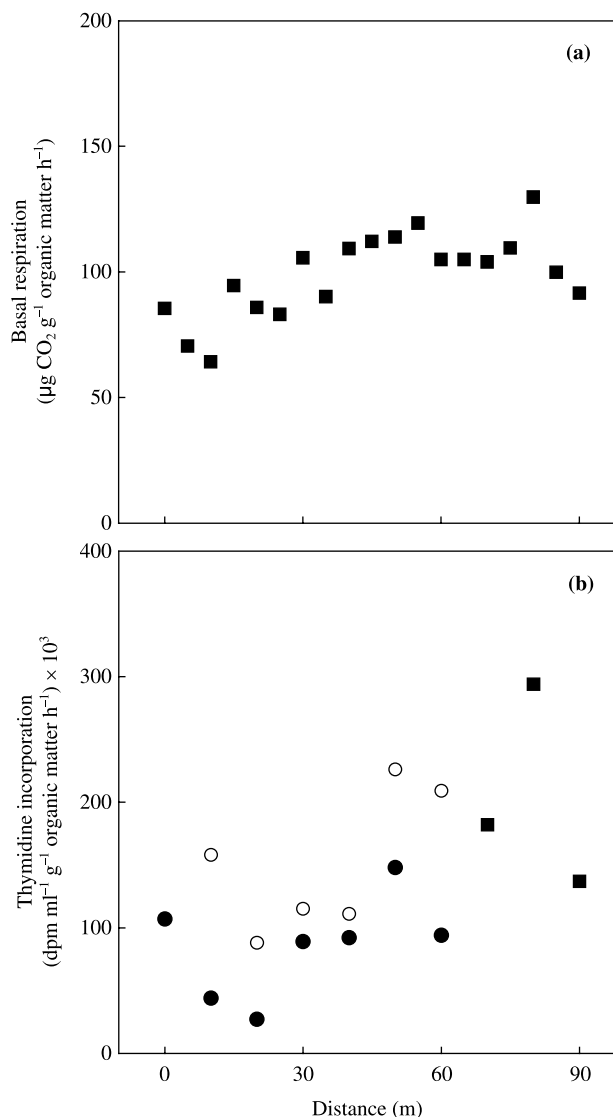 200
(a)
150
100
50
0
Basal respiration
(µg CO₂ g⁻¹ organic matter h⁻¹)
400
(b)
300
200
100
0
Thymidine incorporation
((dpm ml⁻¹ g⁻¹ organic matter h⁻¹) × 10³
0 30 60 90
Distance (m)